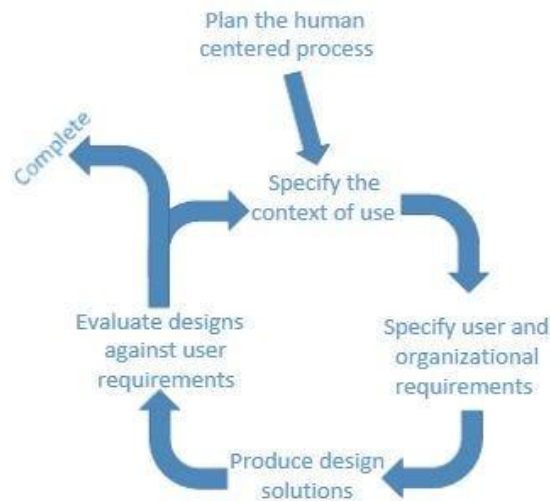 Plan the human
centered process
Complete
Specify the
context of use
Evaluate designs
against user
requirements
Specify user and
organizational
requirements
Produce design
solutions